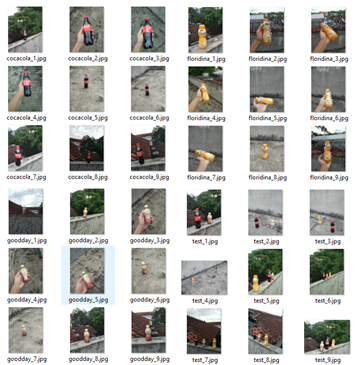 cocacola_1.jpg cocacola_2.jpg cocacola_3.jpg floridina_1.jpg floridina_2.jpg floridina_3.jpg
cocacola_4.jpg cocacola_5.jpg cocacola_6.jpg floridina_4.jpg floridina_5.jpg floridina_6.jpg
cocacola_7.jpg cocacola_8.jpg cocacola_9.jpg floridina_7.jpg floridina_8.jpg floridina_9.jpg
goodday_1.jpg goodday_2.jpg goodday_3.jpg test_1.jpg test_2.jpg test_3.jpg
goodday_4.jpg goodday_5.jpg goodday_6.jpg test_4.jpg test_5.jpg test_6.jpg
goodday_7.jpg goodday_8.jpg goodday_9.jpg test_7.jpg test_8.jpg test_9.jpg